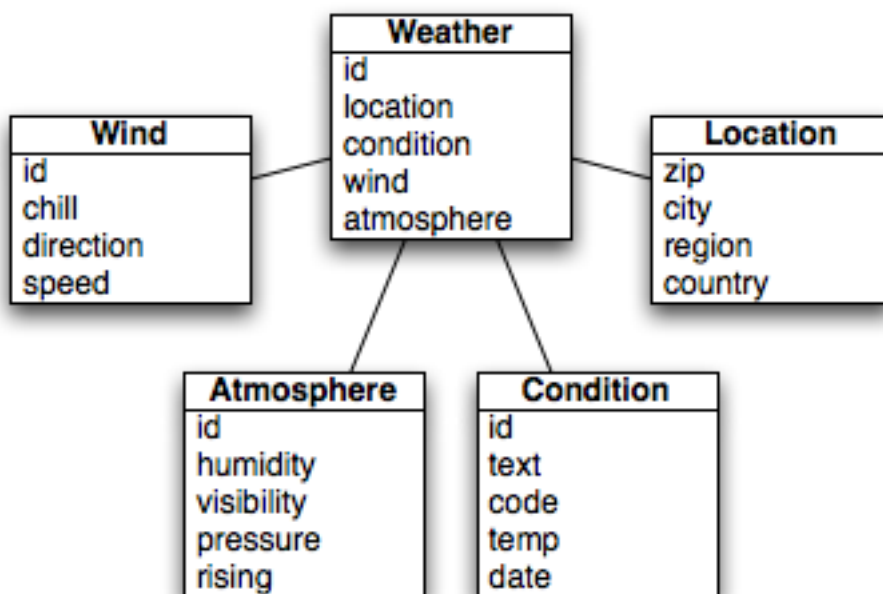 Weather
id
location
condition
wind
atmosphere
Wind
id
chill
direction
speed
Location
zip
city
region
country
Atmosphere
id
humidity
visibility
pressure
rising
Condition
id
text
code
temp
date